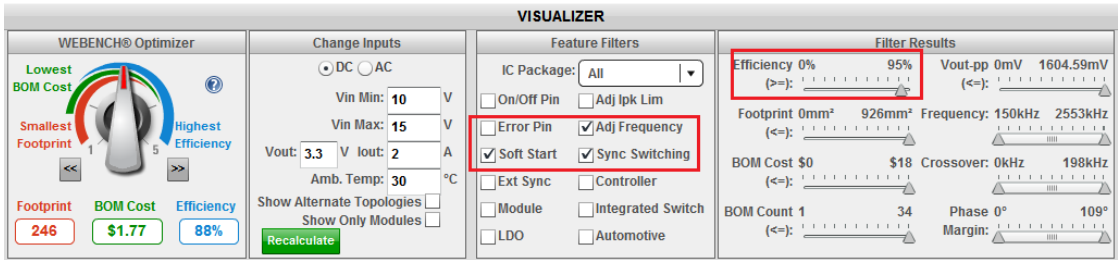 VISUALIZER
WEBENCH® Optimizer
Lowest
BOM Cost
?
Smallest
Footprint
Highest
Efficiency
1
5
<<
>>
Footprint BOM Cost Efficiency
246 $1.77 88%
Change Inputs
DC AC
Vin Min: 10 V
Vin Max: 15 V
Vout: 3.3 V Iout: 2 A
Amb. Temp: 30 °C
Show Alternate Topologies
Show Only Modules
Recalculate
Feature Filters
IC Package: All
On/Off Pin Adj Ipk Lim
Error Pin Adj Frequency
Soft Start Sync Switching
Ext Sync Controller
Module Integrated Switch
LDO Automotive
Filter Results
Efficiency 0% 95% Vout-pp 0mV 1604.59mV
(>=): (<=):
Footprint 0mm² 926mm² Frequency: 150kHz 2553kHz
(<=):
BOM Cost $0 $18 Crossover: 0kHz 198kHz
(<=):
BOM Count 1 34 Phase 0° 109°
(<=): Margin: